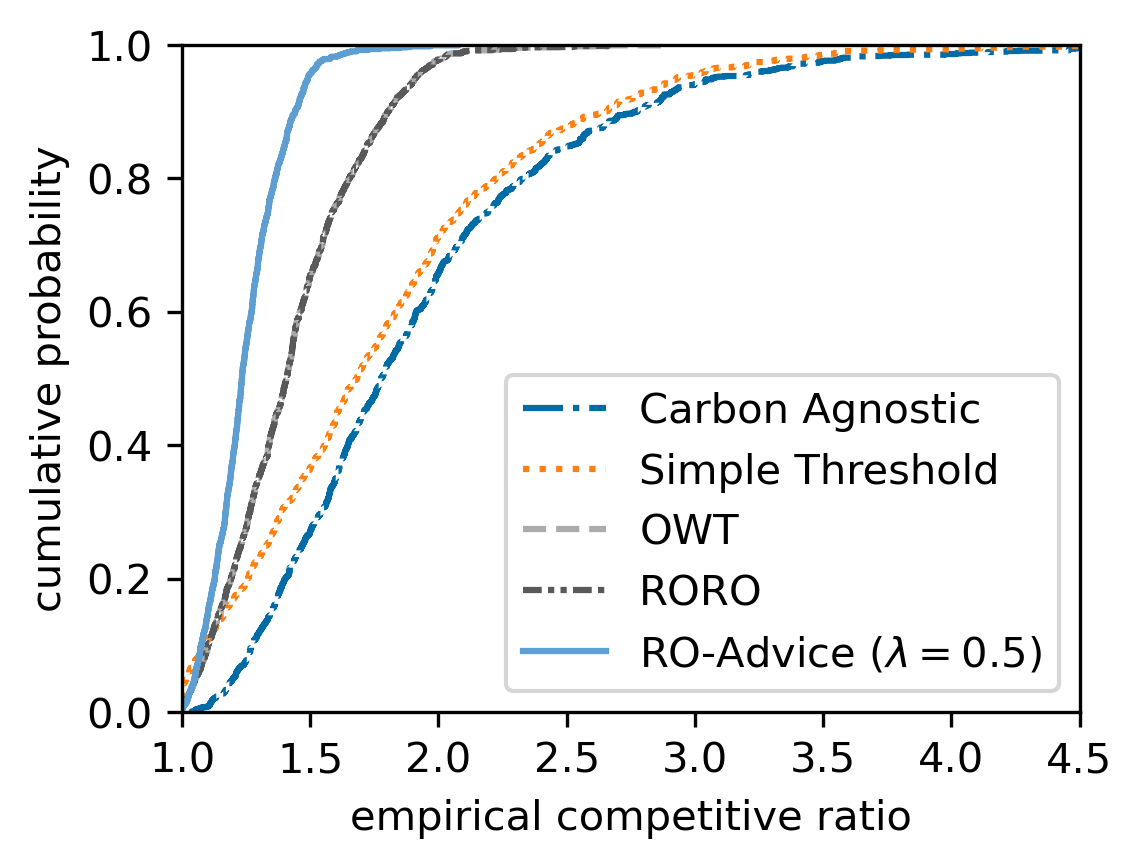 1.0
0.8
0.6
0.4
0.2
0.0
cumulative probability
Carbon Agnostic
Simple Threshold
OWT
RORO
RO-Advice (λ = 0.5)
1.0 1.5 2.0 2.5 3.0 3.5 4.0 4.5
empirical competitive ratio